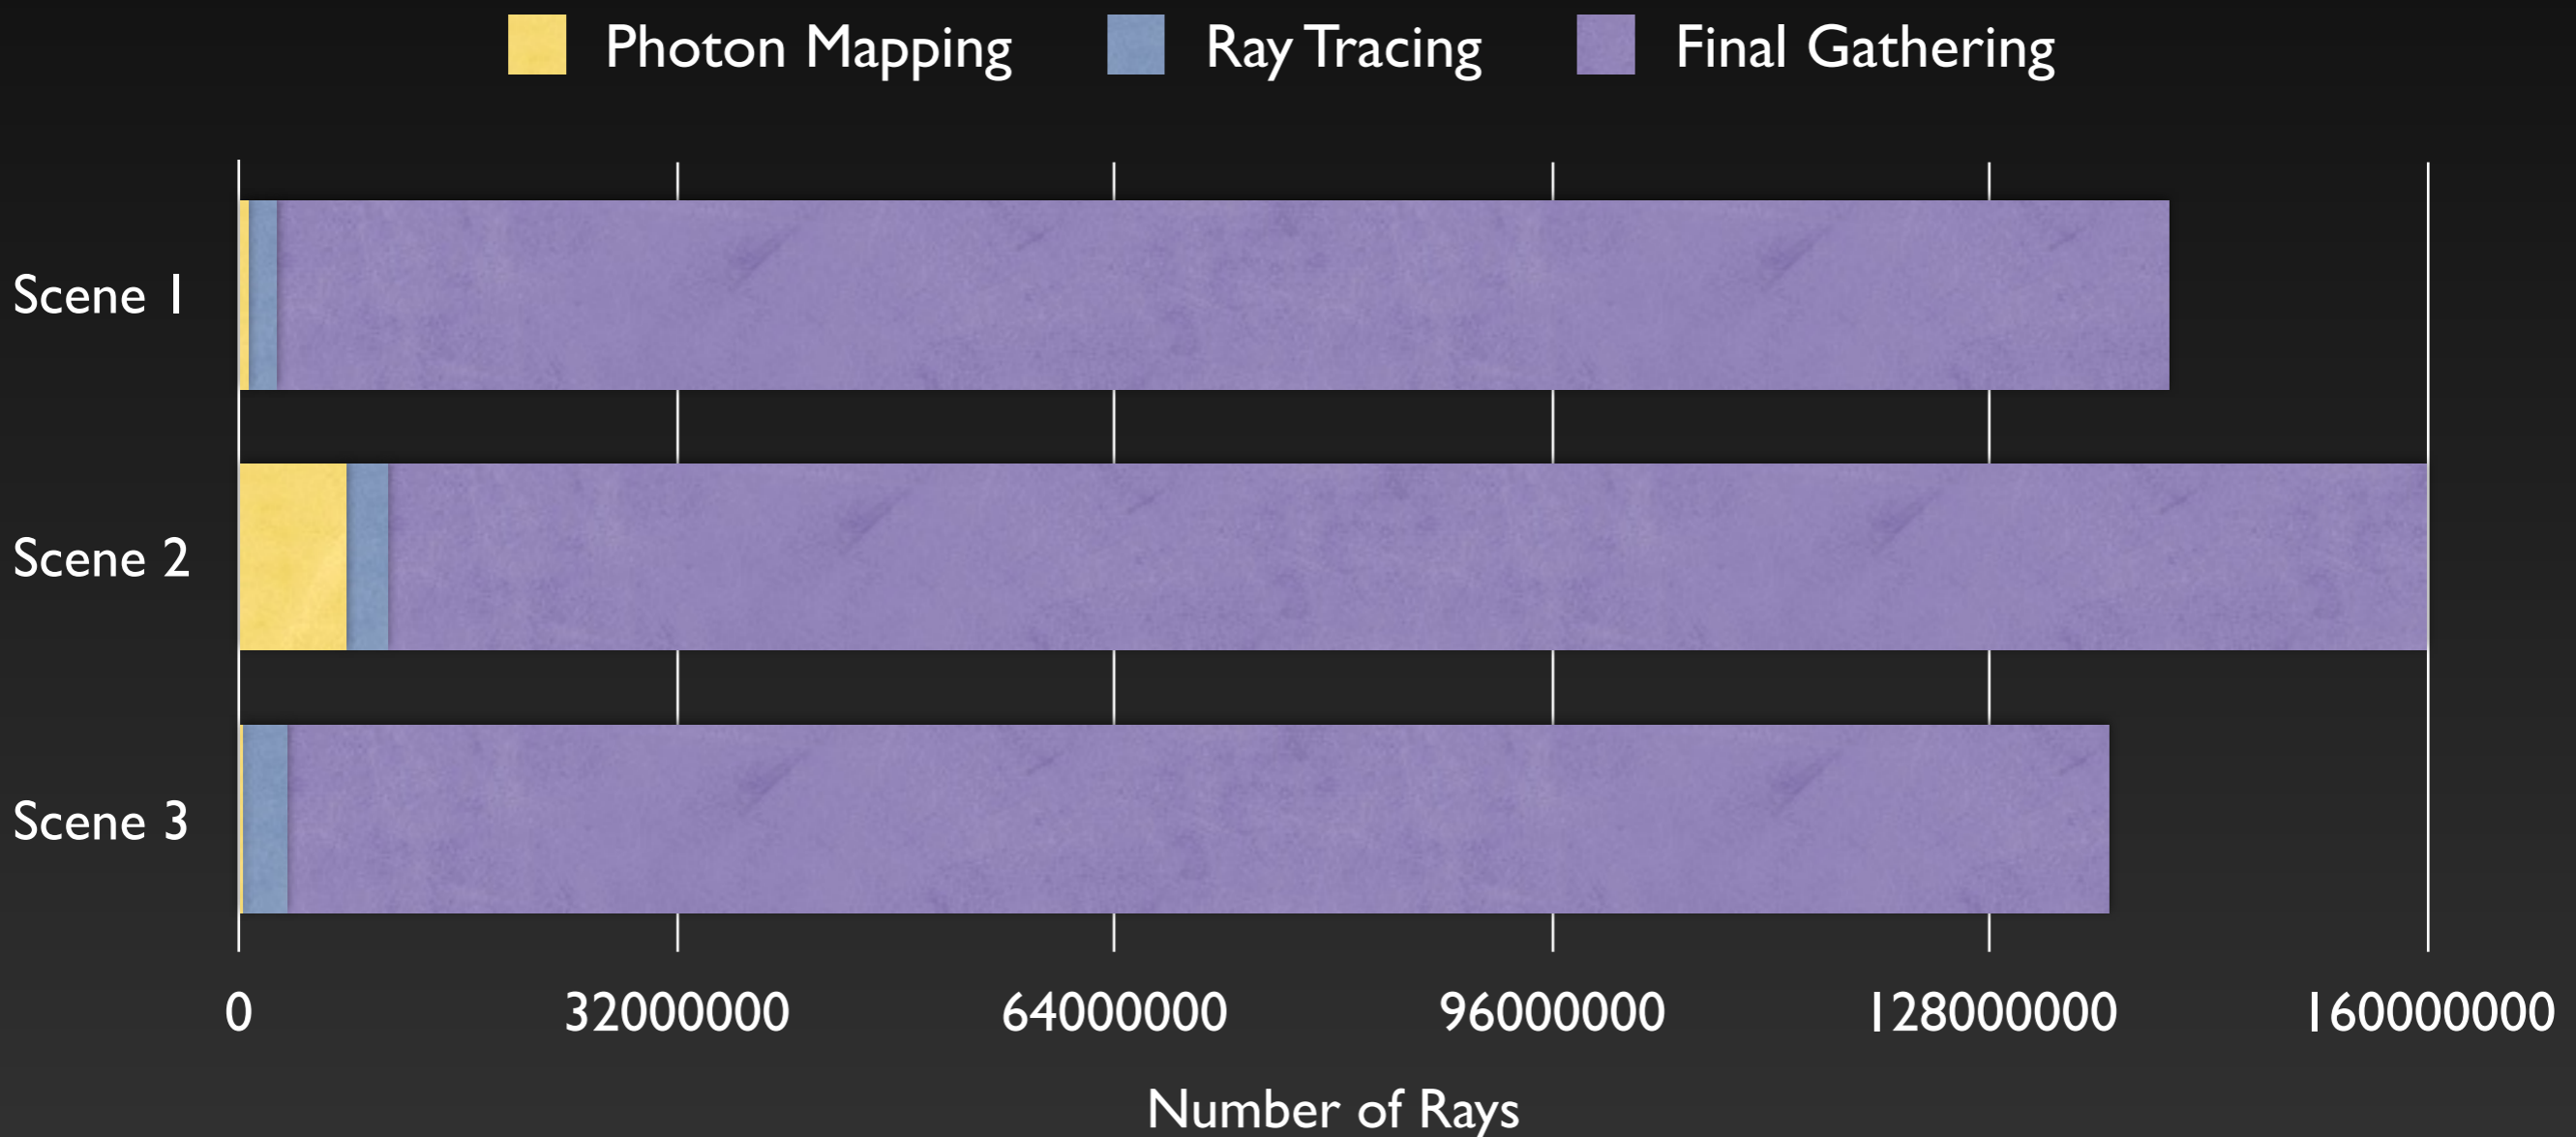 Photon Mapping Ray Tracing Final Gathering
Scene 1
Scene 2
Scene 3
0 32000000 64000000 96000000 128000000 160000000
Number of Rays